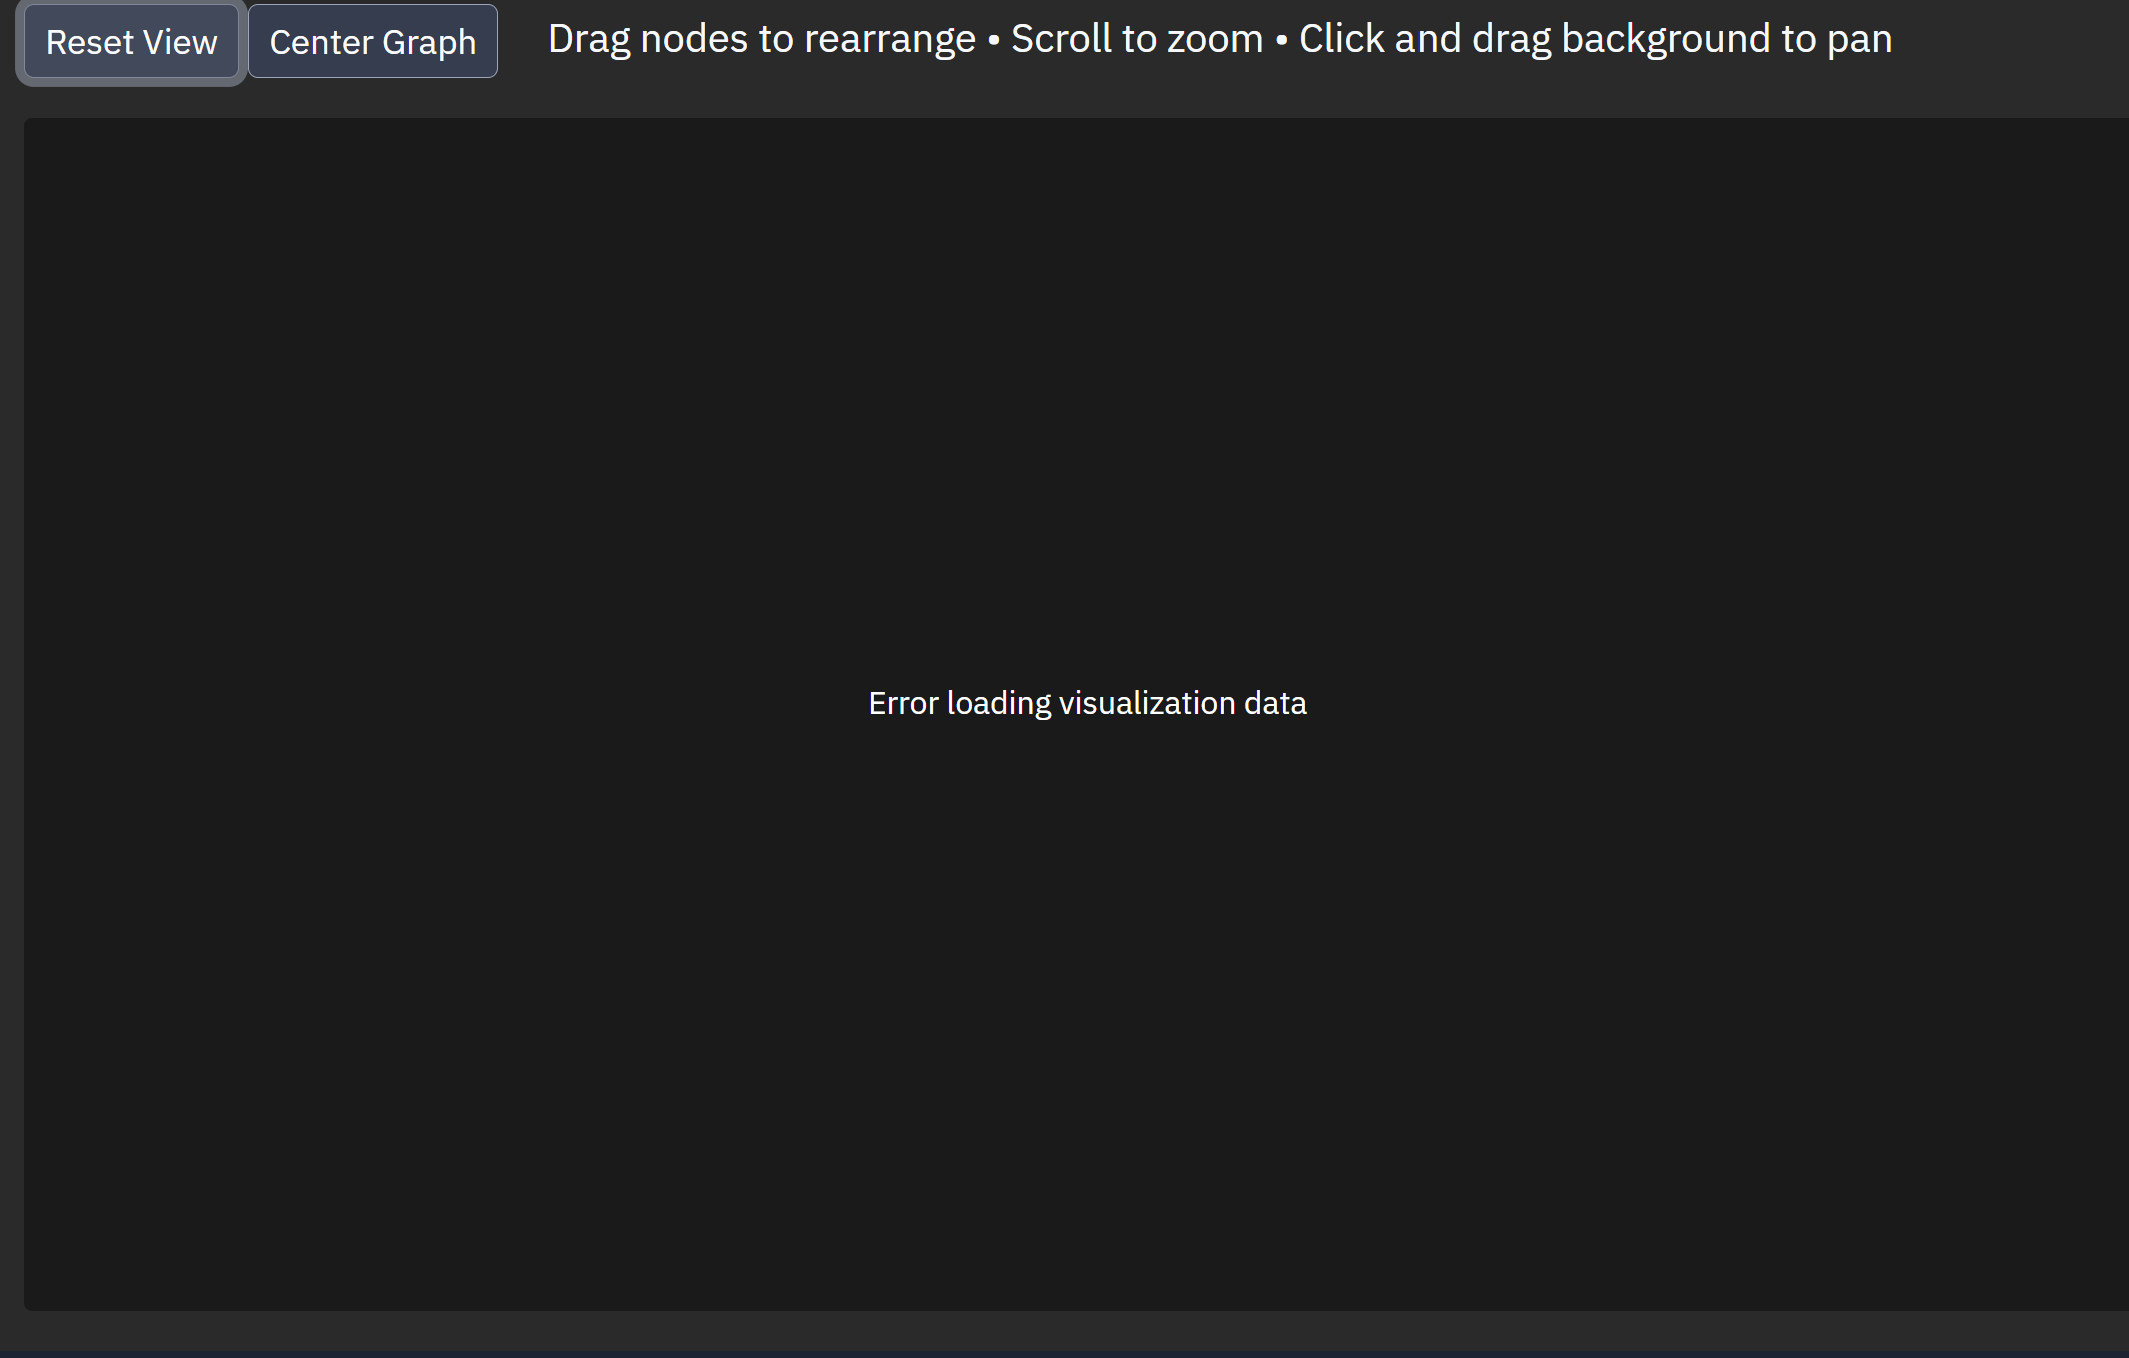 Reset View Center Graph Drag nodes to rearrange • Scroll to zoom • Click and drag background to pan
Error loading visualization data